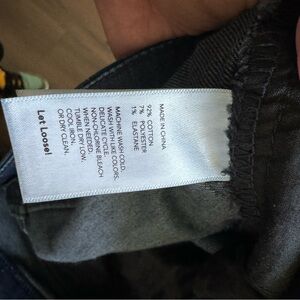 MADE IN CHINA
92% COTTON
7% POLYESTER
1% ELASTANE
MACHINE WASH COLD.
WASH WITH LIKE COLORS.
DELICATE CYCLE.
NON-CHLORINE BLEACH
WHEN NEEDED.
TUMBLE DRY LOW.
COOL IRON.
OR DRY CLEAN.
Let Loose!